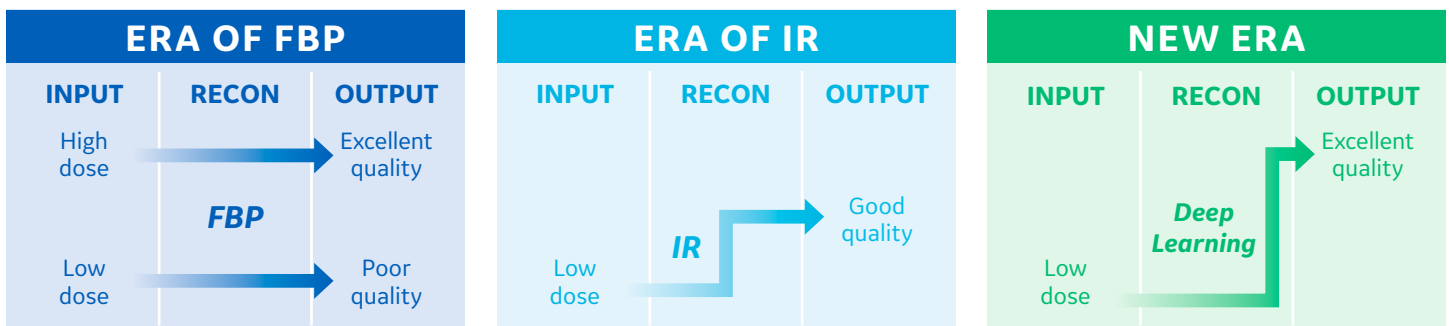 ERA OF FBP
INPUT RECON OUTPUT
High
dose
Excellent
quality
FBP
Low
dose
Poor
quality
ERA OF IR
INPUT RECON OUTPUT
Good
quality
IR
Low
dose
NEW ERA
INPUT RECON OUTPUT
Excellent
quality
Deep
Learning
Low
dose